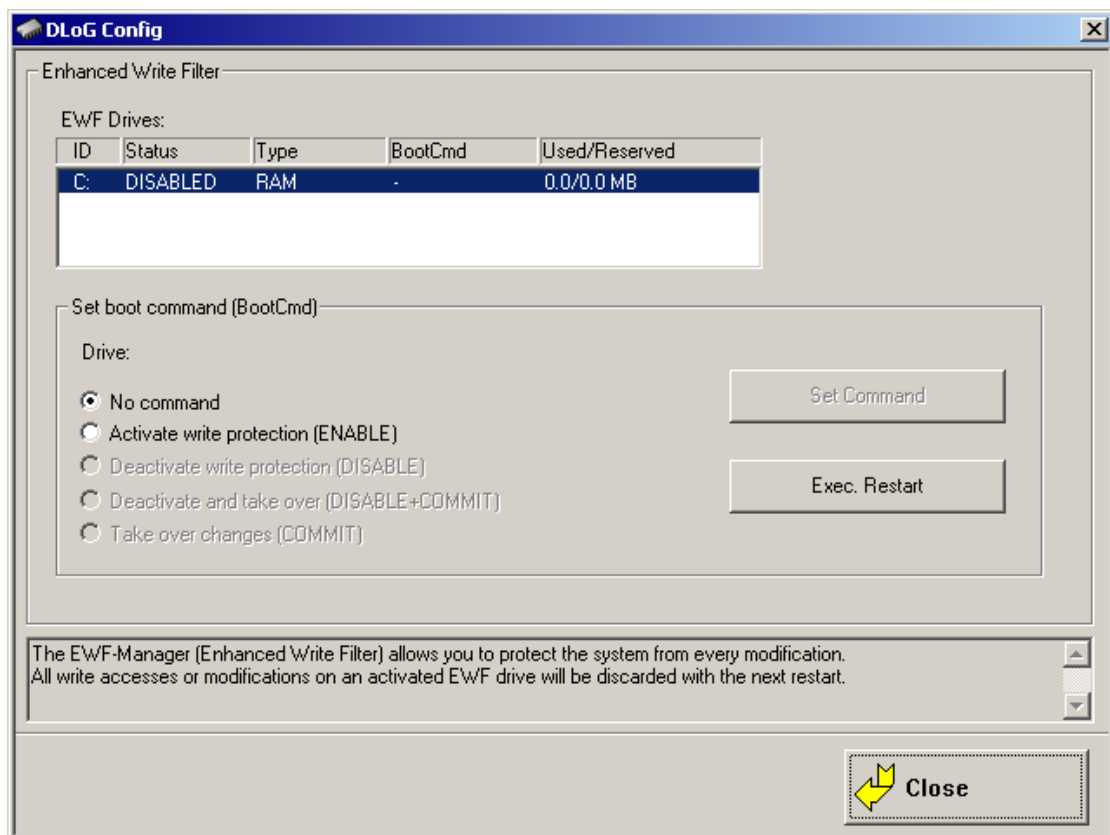 DLoG Config
Enhanced Write Filter
EWF Drives:
ID Status Type BootCmd Used/Reserved
C: DISABLED RAM - 0.0/0.0 MB
Set boot command (BootCmd)
Drive:
No command
Set Command
Activate write protection (ENABLE)
Deactivate write protection (DISABLE)
Exec. Restart
Deactivate and take over (DISABLE+COMMIT)
Take over changes (COMMIT)
The EWF-Manager (Enhanced Write Filter) allows you to protect the system from every modification.
All write accesses or modifications on an activated EWF drive will be discarded with the next restart.
Close